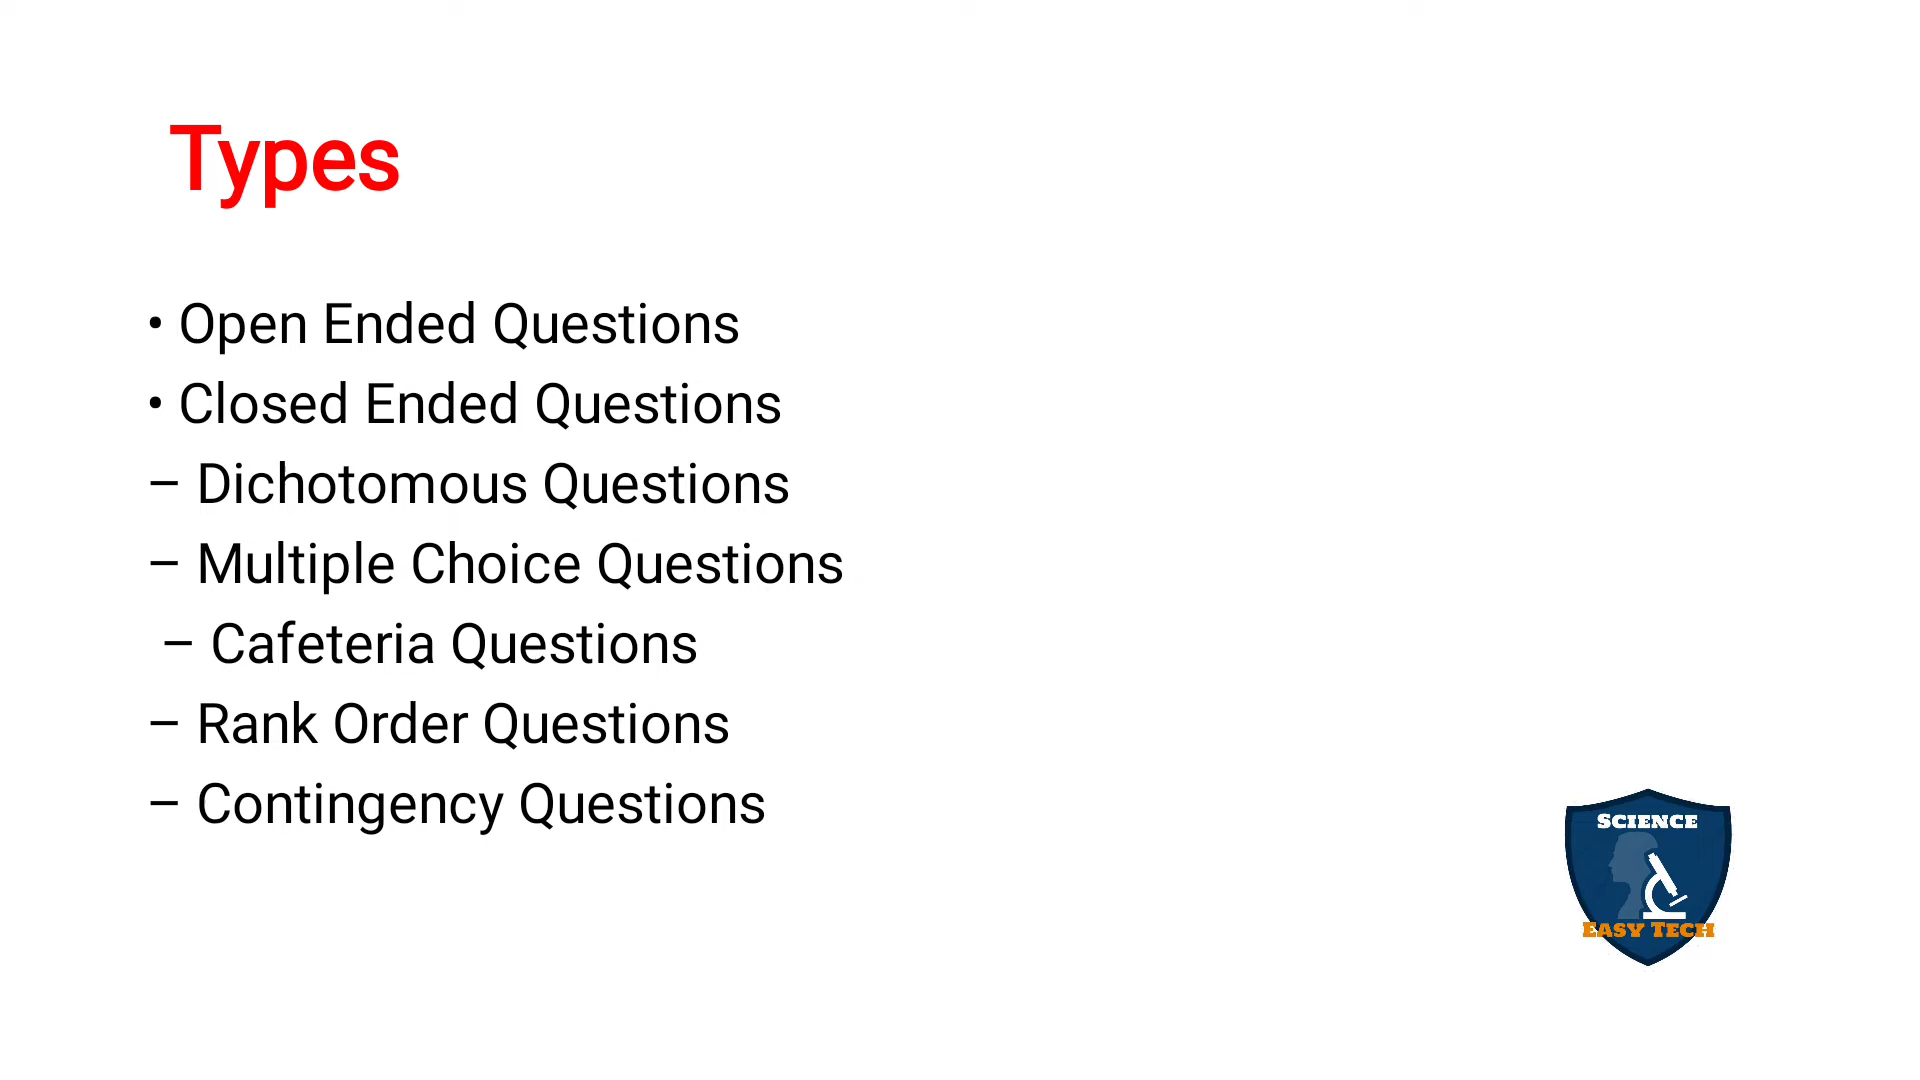 Types
• Open Ended Questions
• Closed Ended Questions
– Dichotomous Questions
– Multiple Choice Questions
– Cafeteria Questions
– Rank Order Questions
– Contingency Questions
SCIENCE
EASY TECH